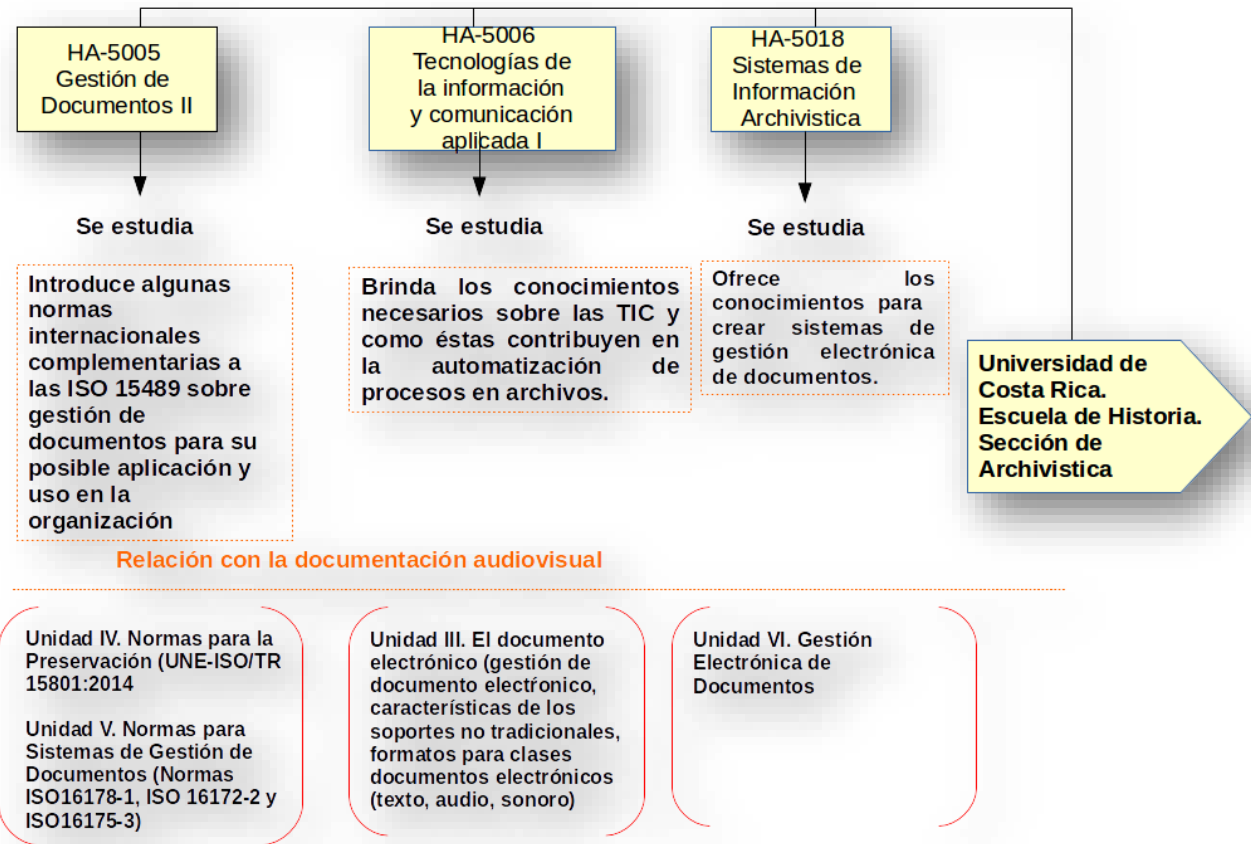 HA-5005
Gestión de
Documentos II
HA-5006
Tecnologías de
la información
y comunicación
aplicada I
HA-5018
Sistemas de
Información
Archivistica
Se estudia
Se estudia
Se estudia
Introduce algunas
normas
internacionales
complementarias a
las ISO 15489 sobre
gestión de
documentos para su
posible aplicación y
uso en la
organización
Brinda los conocimientos
necesarios sobre las TIC y
como éstas contribuyen en
la automatización de
procesos en archivos.
Ofrece los
conocimientos para
crear sistemas de
gestión electrónica
de documentos.
Universidad de
Costa Rica.
Escuela de Historia.
Sección de
Archivistica
Relación con la documentación audiovisual
Unidad IV. Normas para la
Preservación (UNE-ISO/TR
15801:2014
Unidad V. Normas para
Sistemas de Gestión de
Documentos (Normas
ISO16178-1, ISO 16172-2 y
ISO16175-3)
Unidad III. El documento
electrónico (gestión de
documento electŕonico,
características de los
soportes no tradicionales,
formatos para clases
documentos electrónicos
(texto, audio, sonoro)
Unidad VI. Gestión
Electrónica de
Documentos